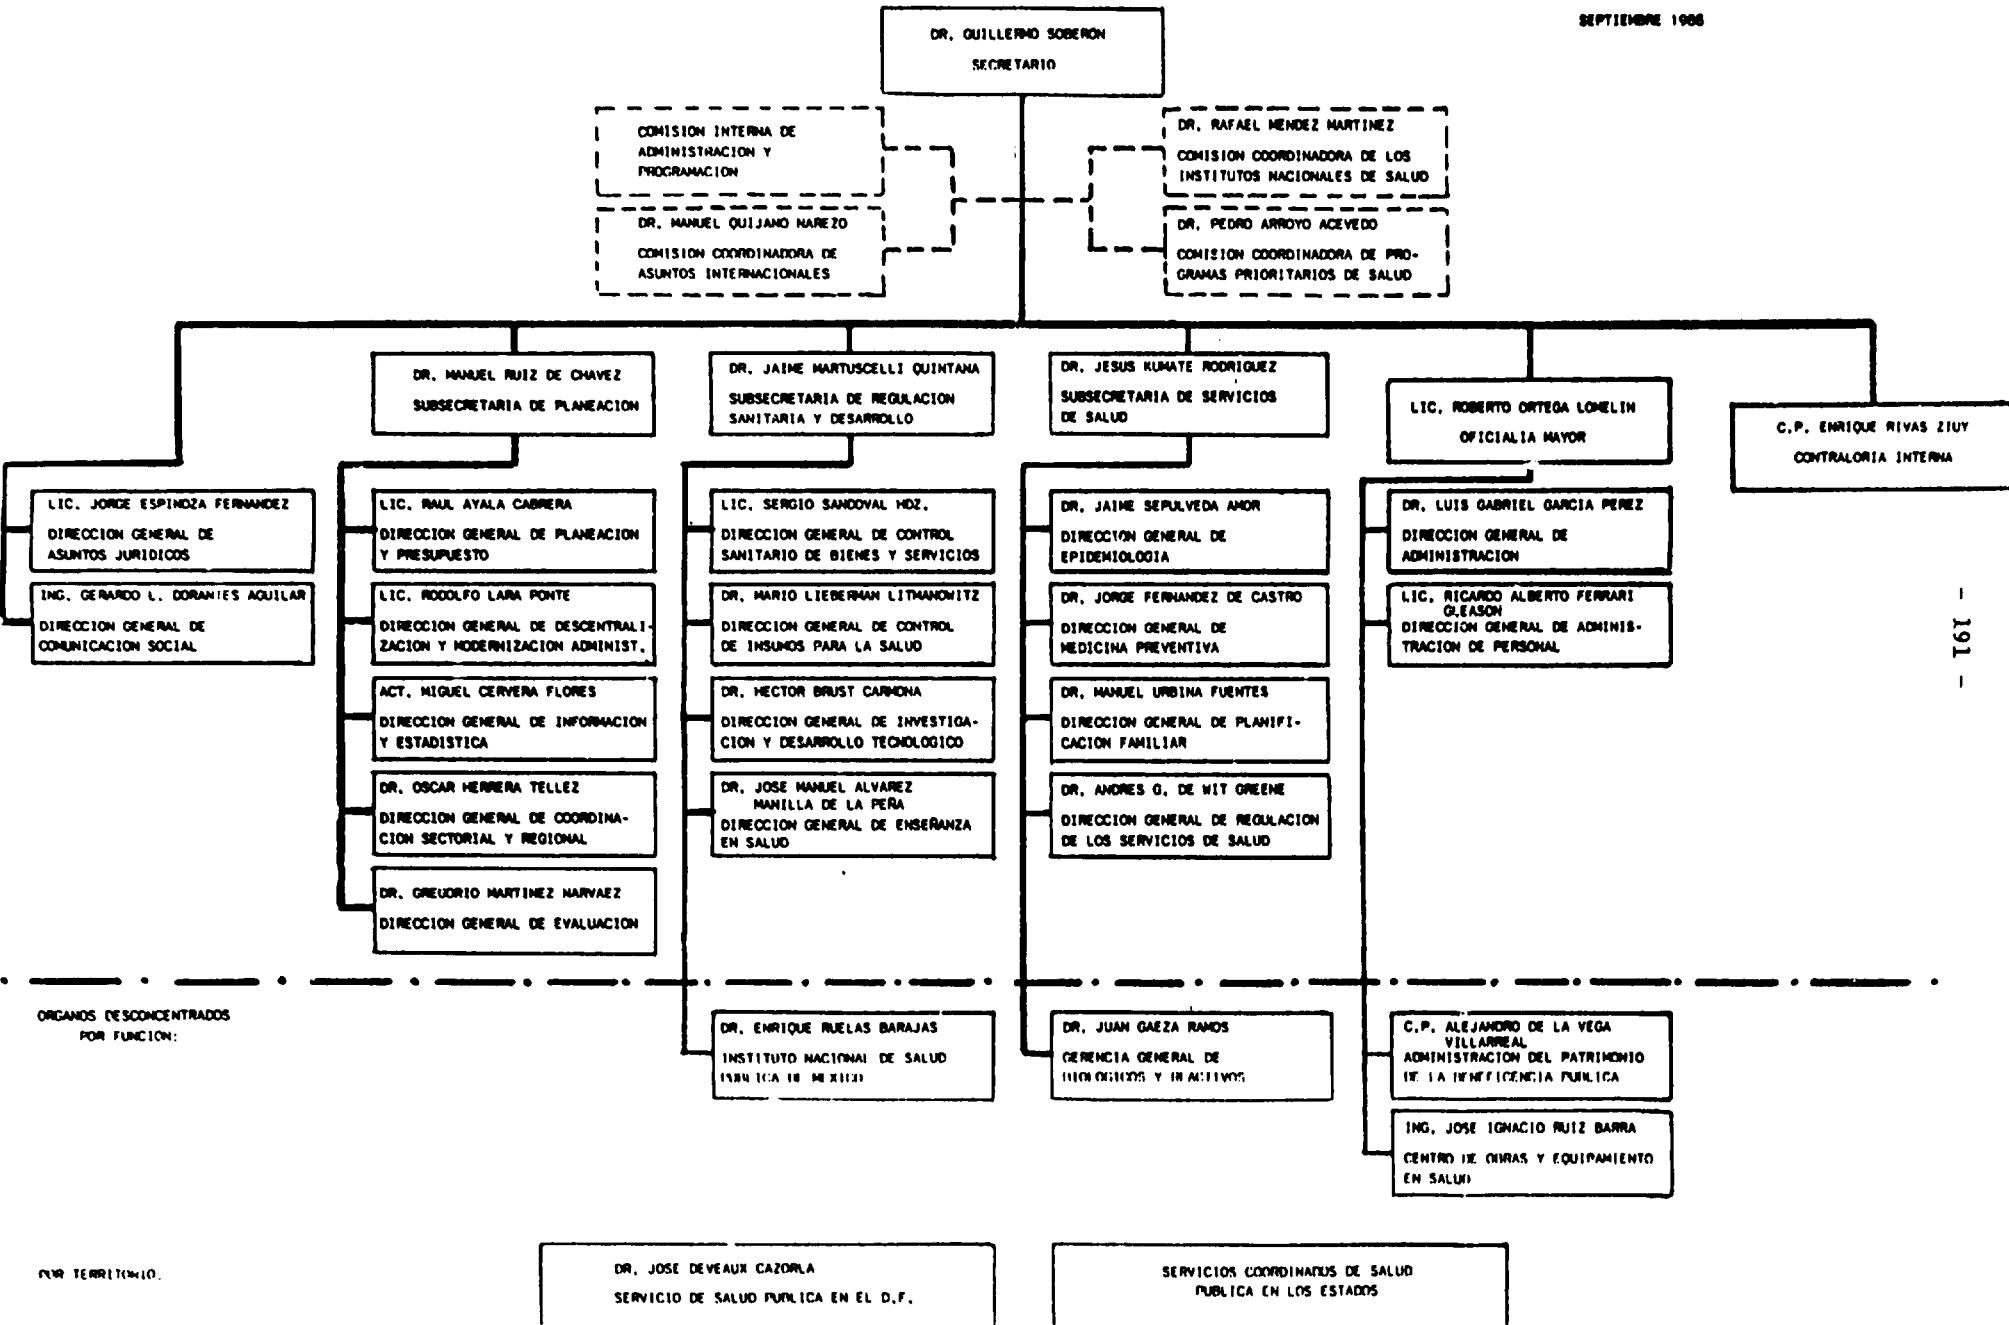 SEPTIEMBRE 1986
DR. GUILLERMO SOBERON
SECRETARIO
COMISION INTERNA DE
ADMINISTRACION Y
PROGRAMACION
DR. RAFAEL MENDEZ MARTINEZ
COMISION COORDINADORA DE LOS
INSTITUTOS NACIONALES DE SALUD
DR. MANUEL QUIJANO NAREZO
COMISION COORDINADORA DE
ASUNTOS INTERNACIONALES
DR. PEDRO ARROYO ACEVEDO
COMISION COORDINADORA DE PRO-
GRAMAS PRIORITARIOS DE SALUD
DR. MANUEL RUIZ DE CHAVEZ
SUBSECRETARIA DE PLANEACION
DR. JAIME MARTUSCELLI QUINTANA
SUBSECRETARIA DE REGULACION
SANITARIA Y DESARROLLO
DR. JESUS KUMATE RODRIGUEZ
SUBSECRETARIA DE SERVICIOS
DE SALUD
LIC. ROBERTO ORTEGA LOMELIN
OFICIALIA MAYOR
C.P. ENRIQUE RIVAS ZIUY
CONTRALORIA INTERNA
LIC. JORGE ESPINOZA FERNANDEZ
DIRECCION GENERAL DE
ASUNTOS JURIDICOS
ING. GERARDO L. DORANTES AGUILAR
DIRECCION GENERAL DE
COMUNICACION SOCIAL
LIC. RAUL AYALA CABRERA
DIRECCION GENERAL DE PLANEACION
Y PRESUPUESTO
LIC. RODOLFO LARA PONTE
DIRECCION GENERAL DE DESCENTRALI-
ZACION Y MODERNIZACION ADMINIST.
ACT. MIGUEL CERVERA FLORES
DIRECCION GENERAL DE INFORMACION
Y ESTADISTICA
DR. OSCAR HERRERA TELLEZ
DIRECCION GENERAL DE COORDINA-
CION SECTORIAL Y REGIONAL
DR. GREGORIO MARTINEZ NARVAEZ
DIRECCION GENERAL DE EVALUACION
LIC. SERGIO SANDOVAL HDZ.
DIRECCION GENERAL DE CONTROL
SANITARIO DE BIENES Y SERVICIOS
DR. MARIO LIEBERMAN LITMANOWITZ
DIRECCION GENERAL DE CONTROL
DE INSUMOS PARA LA SALUD
DR. HECTOR BRUST CARMONA
DIRECCION GENERAL DE INVESTIGA-
CION Y DESARROLLO TECNOLOGICO
DR. JOSE MANUEL ALVAREZ
MANILLA DE LA PEÑA
DIRECCION GENERAL DE ENSEÑANZA
EN SALUD
DR. JAIME SEPULVEDA AMOR
DIRECCION GENERAL DE
EPIDEMIOLOGIA
DR. JORGE FERNANDEZ DE CASTRO
DIRECCION GENERAL DE
MEDICINA PREVENTIVA
DR. MANUEL URBINA FUENTES
DIRECCION GENERAL DE PLANIFI-
CACION FAMILIAR
DR. ANDRES G. DE WIT GREENE
DIRECCION GENERAL DE REGULACION
DE LOS SERVICIOS DE SALUD
DR. LUIS GABRIEL GARCIA PEREZ
DIRECCION GENERAL DE
ADMINISTRACION
LIC. RICARDO ALBERTO FERRARI
GLEASON
DIRECCION GENERAL DE ADMINIS-
TRACION DE PERSONAL
- 191 -
ORGANOS DESCONCENTRADOS
POR FUNCION:
DR. ENRIQUE RUELAS BARAJAS
INSTITUTO NACIONAL DE SALUD
PUBLICA DE MEXICO
DR. JUAN GAEZA RAMOS
GERENCIA GENERAL DE
BIOLOGICOS Y REACTIVOS
C.P. ALEJANDRO DE LA VEGA
VILLARREAL
ADMINISTRACION DEL PATRIMONIO
DE LA BENEFICENCIA PUBLICA
ING. JOSE IGNACIO RUIZ BARRA
CENTRO DE OBRAS Y EQUIPAMIENTO
EN SALUD
POR TERRITORIO.
DR. JOSE DEVEAUX CAZORLA
SERVICIO DE SALUD PUBLICA EN EL D.F.
SERVICIOS COORDINADOS DE SALUD
PUBLICA EN LOS ESTADOS